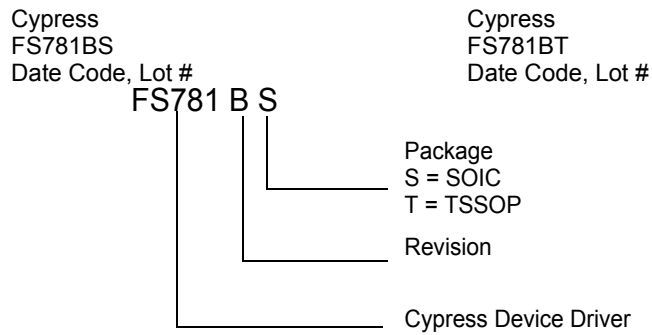 Cypress
FS781BS
Date Code, Lot #
Cypress
FS781BT
Date Code, Lot #
FS781 B S
Package
S = SOIC
T = TSSOP
Revision
Cypress Device Driver